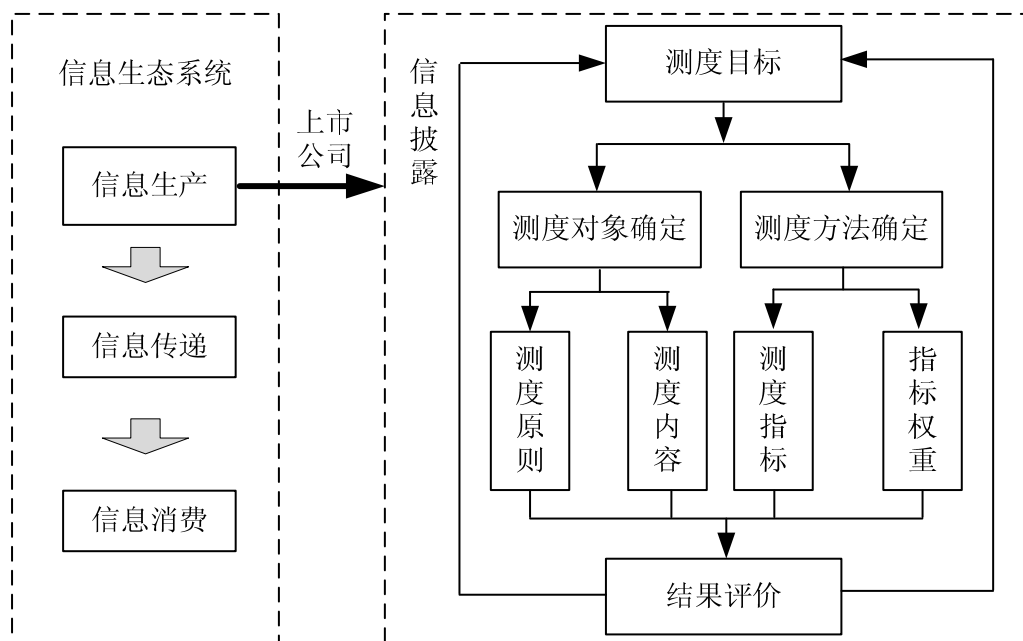 信息生态系统
信息生产
信息传递
信息消费
上市
公司
信息披露
测度目标
测度对象确定
测度方法确定
测度原则
测度内容
测度指标
指标权重
结果评价